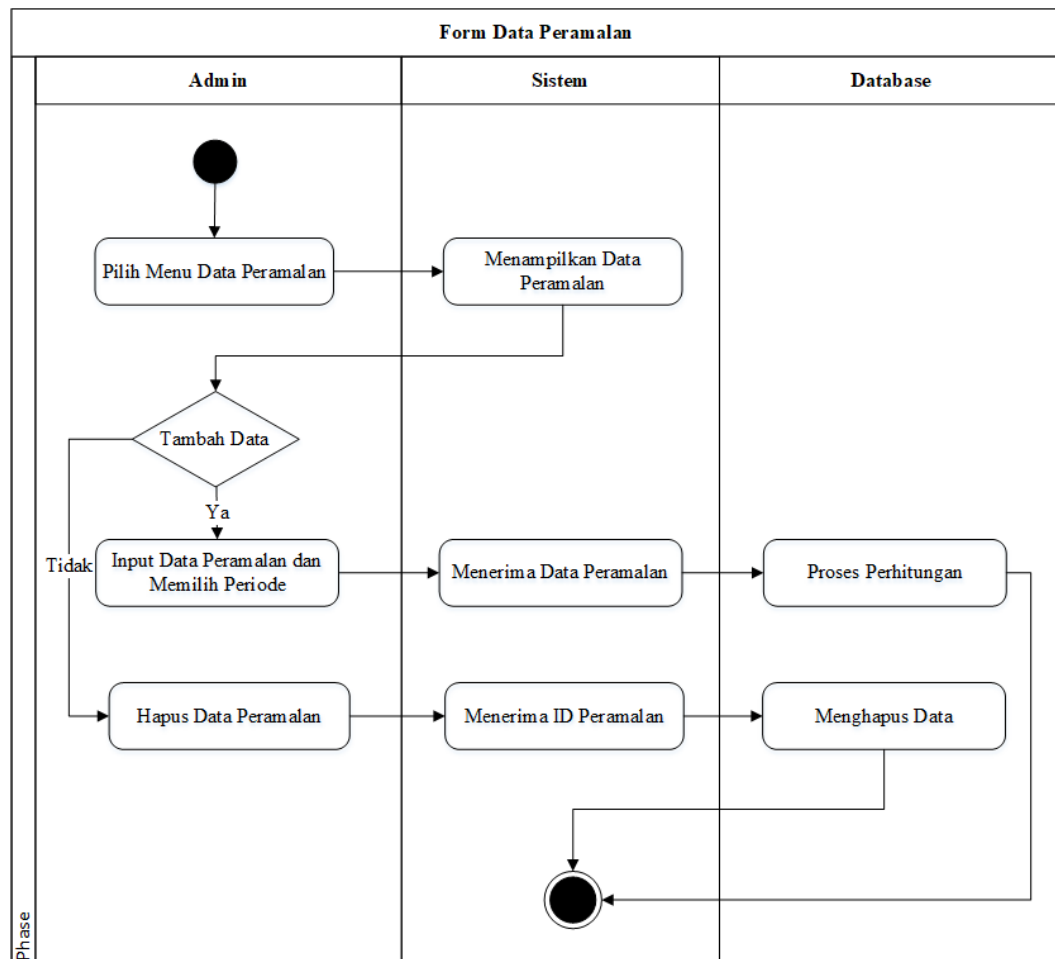 Form Data Peramalan
Admin
Sistem
Database
Pilih Menu Data Peramalan
Menampilkan Data
Peramalan
Tambah Data
Ya
Tidak
Input Data Peramalan dan
Memilih Periode
Menerima Data Peramalan
Proses Perhitungan
Hapus Data Peramalan
Menerima ID Peramalan
Menghapus Data
Phase